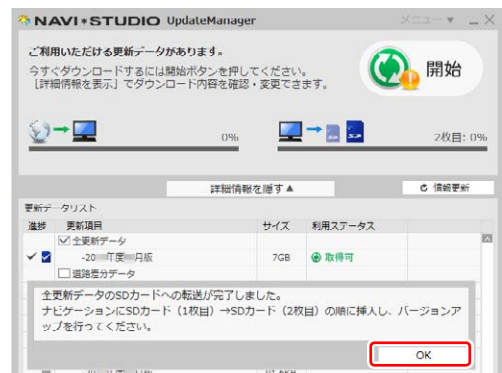 NAVI*STUDIO UpdateManager
メニュー ▼ _ X
ご利用いただける更新データがあります。
今すぐダウンロードするには開始ボタンを押してください。
[詳細情報を表示] でダウンロード内容を確認・変更できます。
開始
0%
2枚目: 0%
詳細情報を隠す▲
情報更新
更新データリスト
進捗 更新項目 サイズ 利用ステータス
全更新データ
-20 年度 月版 7GB 取得可
道路差分データ
全更新データのSDカードへの転送が完了しました。
ナビゲーションにSDカード（1枚目）→SDカード（2枚目）の順に挿入し、バージョンア
ップを行ってください。
OK